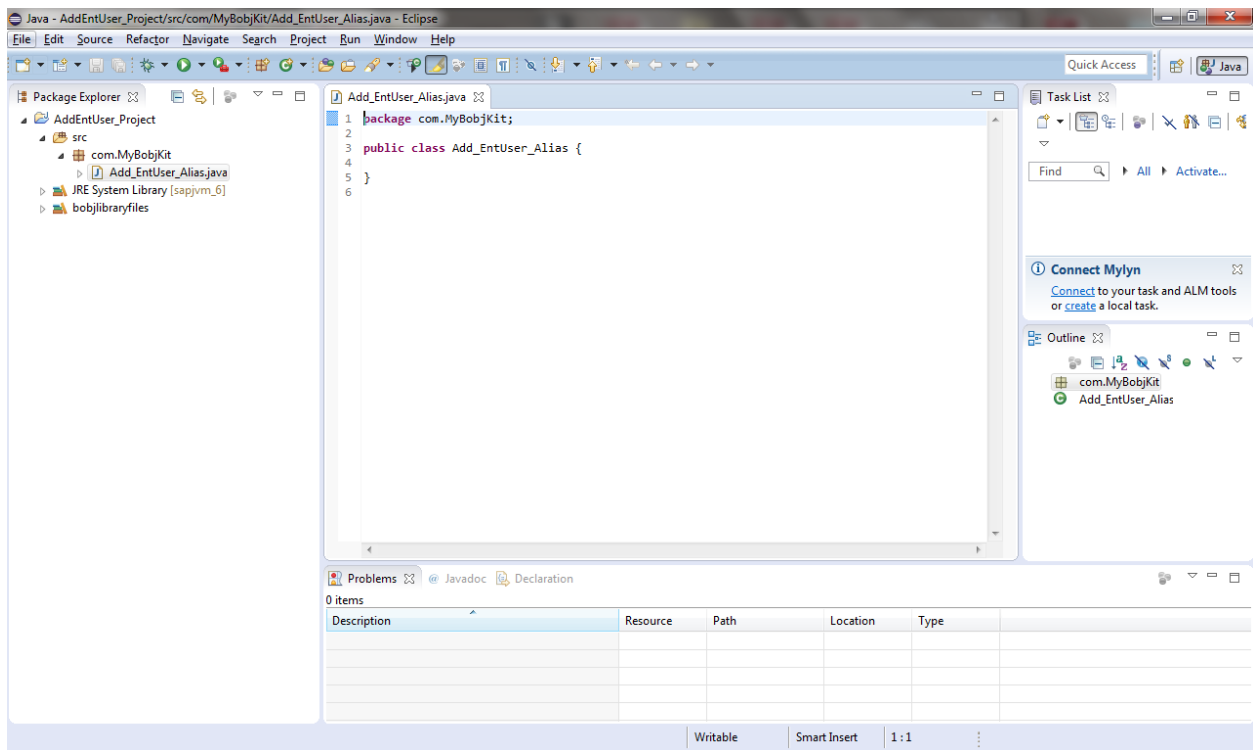 Java - AddEntUser_Project/src/com/MyBobjKit/Add_EntUser_Alias.java - Eclipse
File Edit Source Refactor Navigate Search Project Run Window Help
Quick Access
Java
Package Explorer
AddEntUser_Project
src
com.MyBobjKit
Add_EntUser_Alias.java
JRE System Library [sapjvm_6]
bobjlibraryfiles
Add_EntUser_Alias.java
1 package com.MyBobjKit;
2
3 public class Add_EntUser_Alias {
4
5 }
6
Task List
Find All Activate...
Connect Mylyn
Connect to your task and ALM tools
or create a local task.
Outline
com.MyBobjKit
Add_EntUser_Alias
Problems @ Javadoc Declaration
0 items
Description Resource Path Location Type
Writable Smart Insert 1 : 1